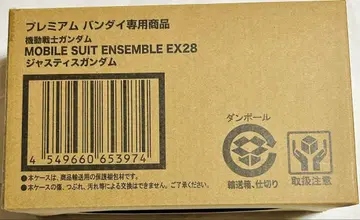 プレミアム バンダイ専用商品
機動戦士ガンダム
MOBILE SUIT ENSEMBLE EX28
ジャスティスガンダム
4 549660 653974
ダンボール
輸送箱、仕切り
取扱注意
●本ケースは、商品輸送用の保護梱包材です。
●本ケースの傷、つぶれ、汚れ等による交換はできません。ご了承ください。